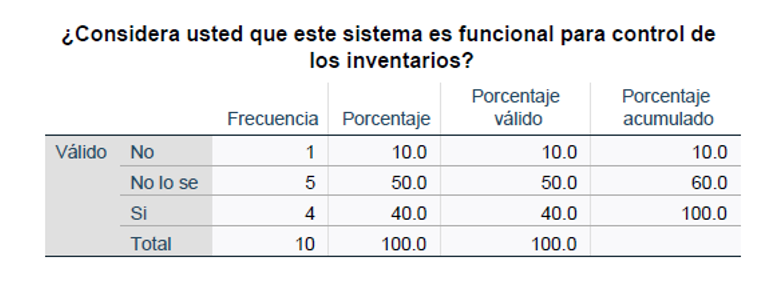 ¿Considera usted que este sistema es funcional para control de
los inventarios?
Frecuencia Porcentaje Porcentaje válido Porcentaje acumulado
Válido No 1 10.0 10.0 10.0
No lo se 5 50.0 50.0 60.0
Si 4 40.0 40.0 100.0
Total 10 100.0 100.0